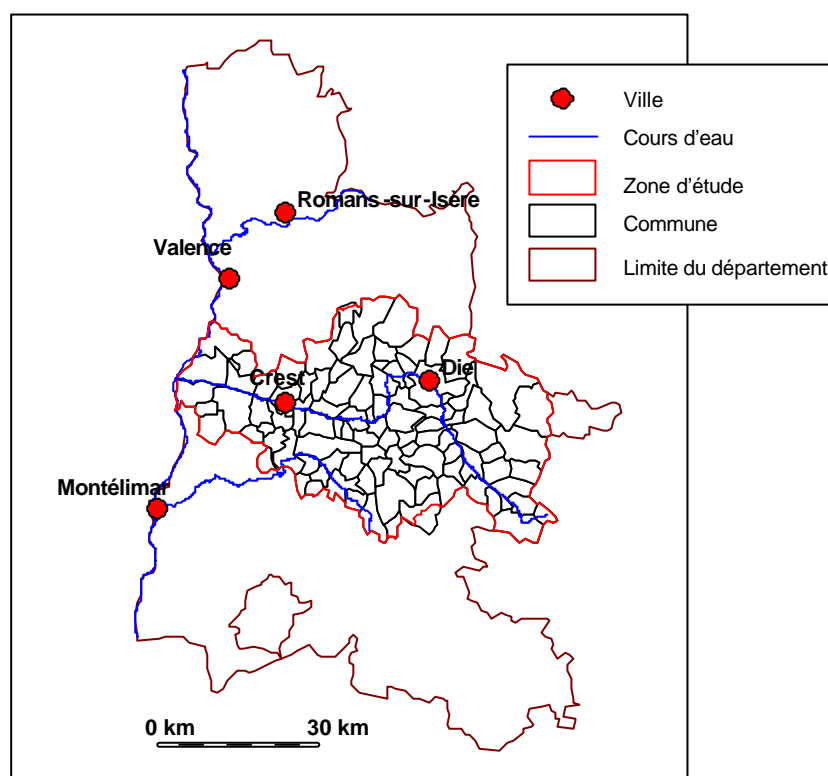 Ville
Cours d'eau
Zone d'étude
Commune
Limite du département
Romans-sur-Isère
Valence
Die
Crest
Montélimar
0 km 30 km